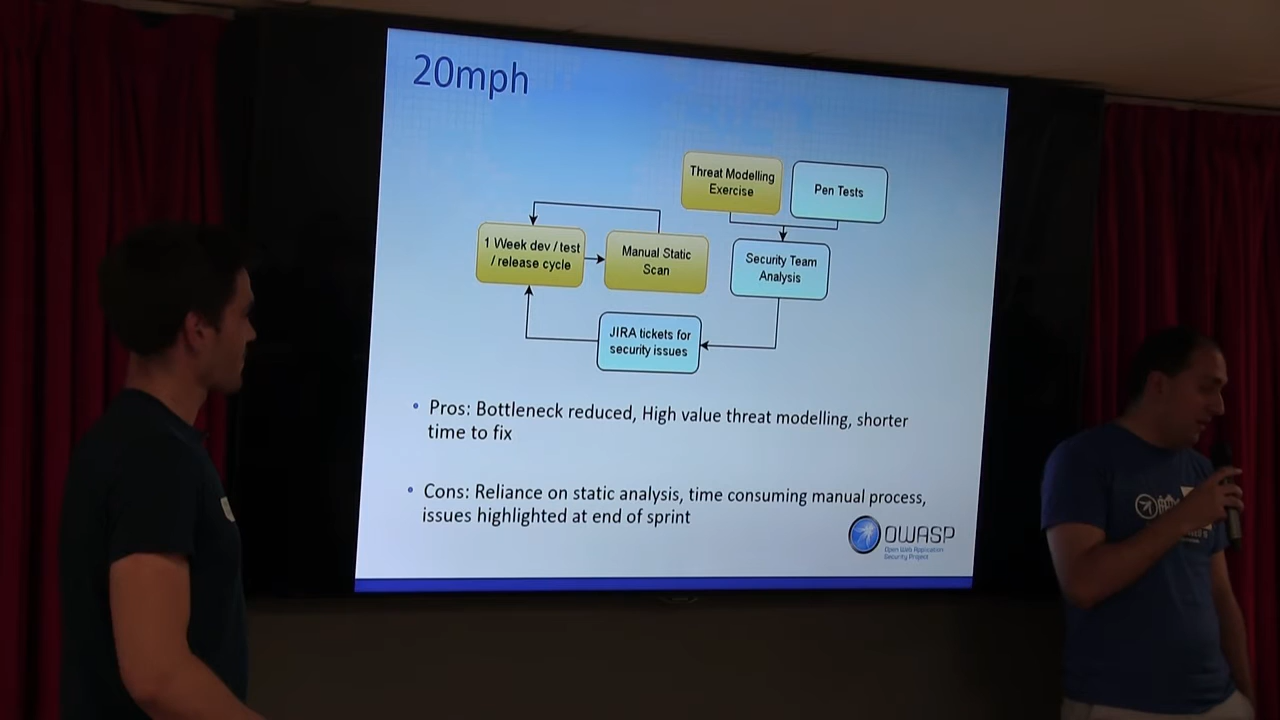 20mph
Threat Modelling
Exercise
Pen Tests
1 Week dev / test
/ release cycle
Manual Static
Scan
Security Team
Analysis
JIRA tickets for
security issues
• Pros: Bottleneck reduced, High value threat modelling, shorter
time to fix
• Cons: Reliance on static analysis, time consuming manual process,
issues highlighted at end of sprint
OWASP
Open Web Application
Security Project